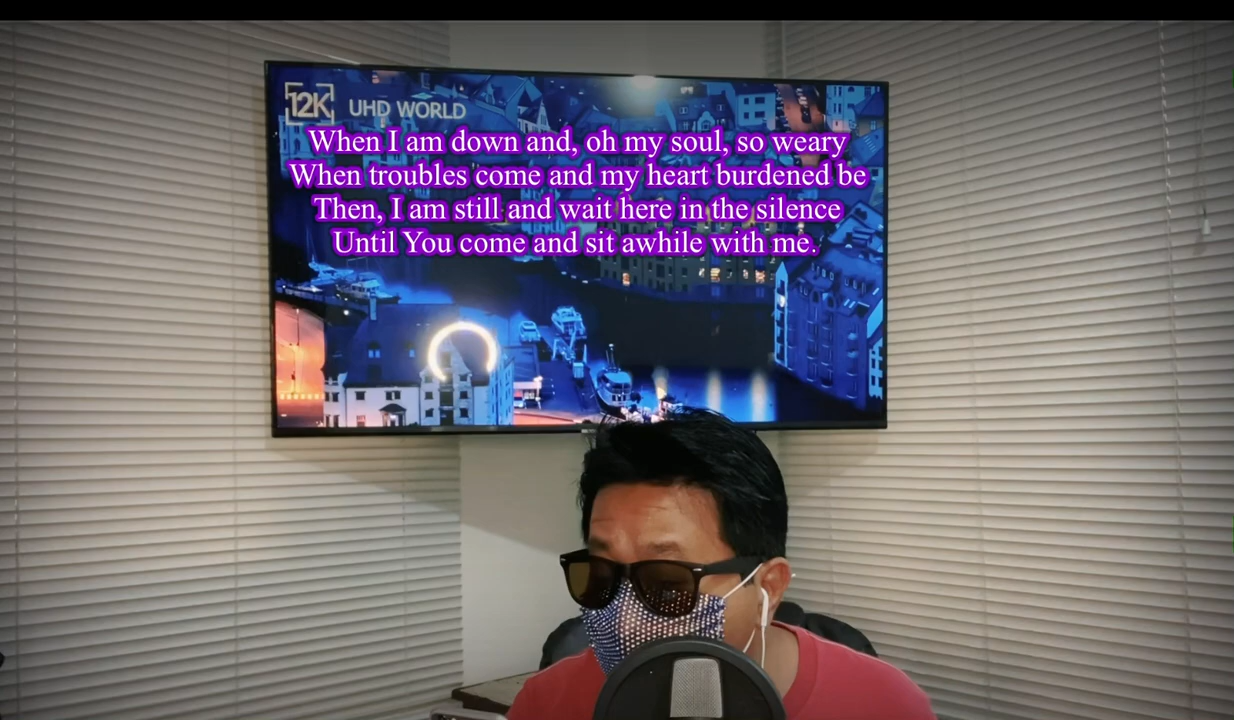 12K UHD WORLD
When I am down and, oh my soul, so weary
When troubles come and my heart burdened be
Then, I am still and wait here in the silence
Until You come and sit awhile with me.